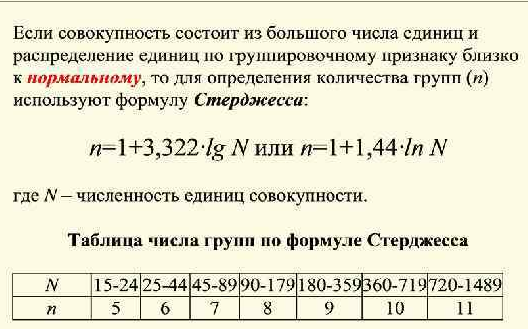 Если совокупность состоит из большого числа единиц и
распределение единиц по группировочному признаку близко
к нормальному, то для определения количества групп (n)
используют формулу Стерджесса:
n=1+3,322·lg N или n=1+1,44·ln N
где N – численность единиц совокупности.
Таблица числа групп по формуле Стерджесса
N 15-24 25-44 45-89 90-179 180-359 360-719 720-1489
n 5 6 7 8 9 10 11